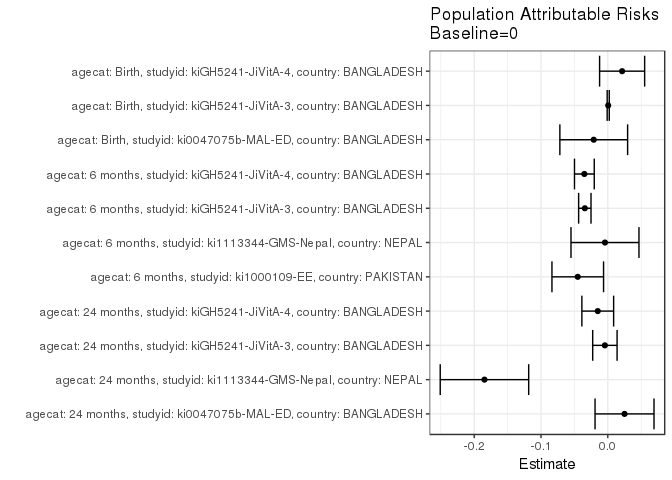 Population Attributable Risks
Baseline=0
agecat: Birth, studyid: kiGH5241-JiVitA-4, country: BANGLADESH
agecat: Birth, studyid: kiGH5241-JiVitA-3, country: BANGLADESH
agecat: Birth, studyid: ki0047075b-MAL-ED, country: BANGLADESH
agecat: 6 months, studyid: kiGH5241-JiVitA-4, country: BANGLADESH
agecat: 6 months, studyid: kiGH5241-JiVitA-3, country: BANGLADESH
agecat: 6 months, studyid: ki1113344-GMS-Nepal, country: NEPAL
agecat: 6 months, studyid: ki1000109-EE, country: PAKISTAN
agecat: 24 months, studyid: kiGH5241-JiVitA-4, country: BANGLADESH
agecat: 24 months, studyid: kiGH5241-JiVitA-3, country: BANGLADESH
agecat: 24 months, studyid: ki1113344-GMS-Nepal, country: NEPAL
agecat: 24 months, studyid: ki0047075b-MAL-ED, country: BANGLADESH
-0.2 -0.1 0.0
Estimate